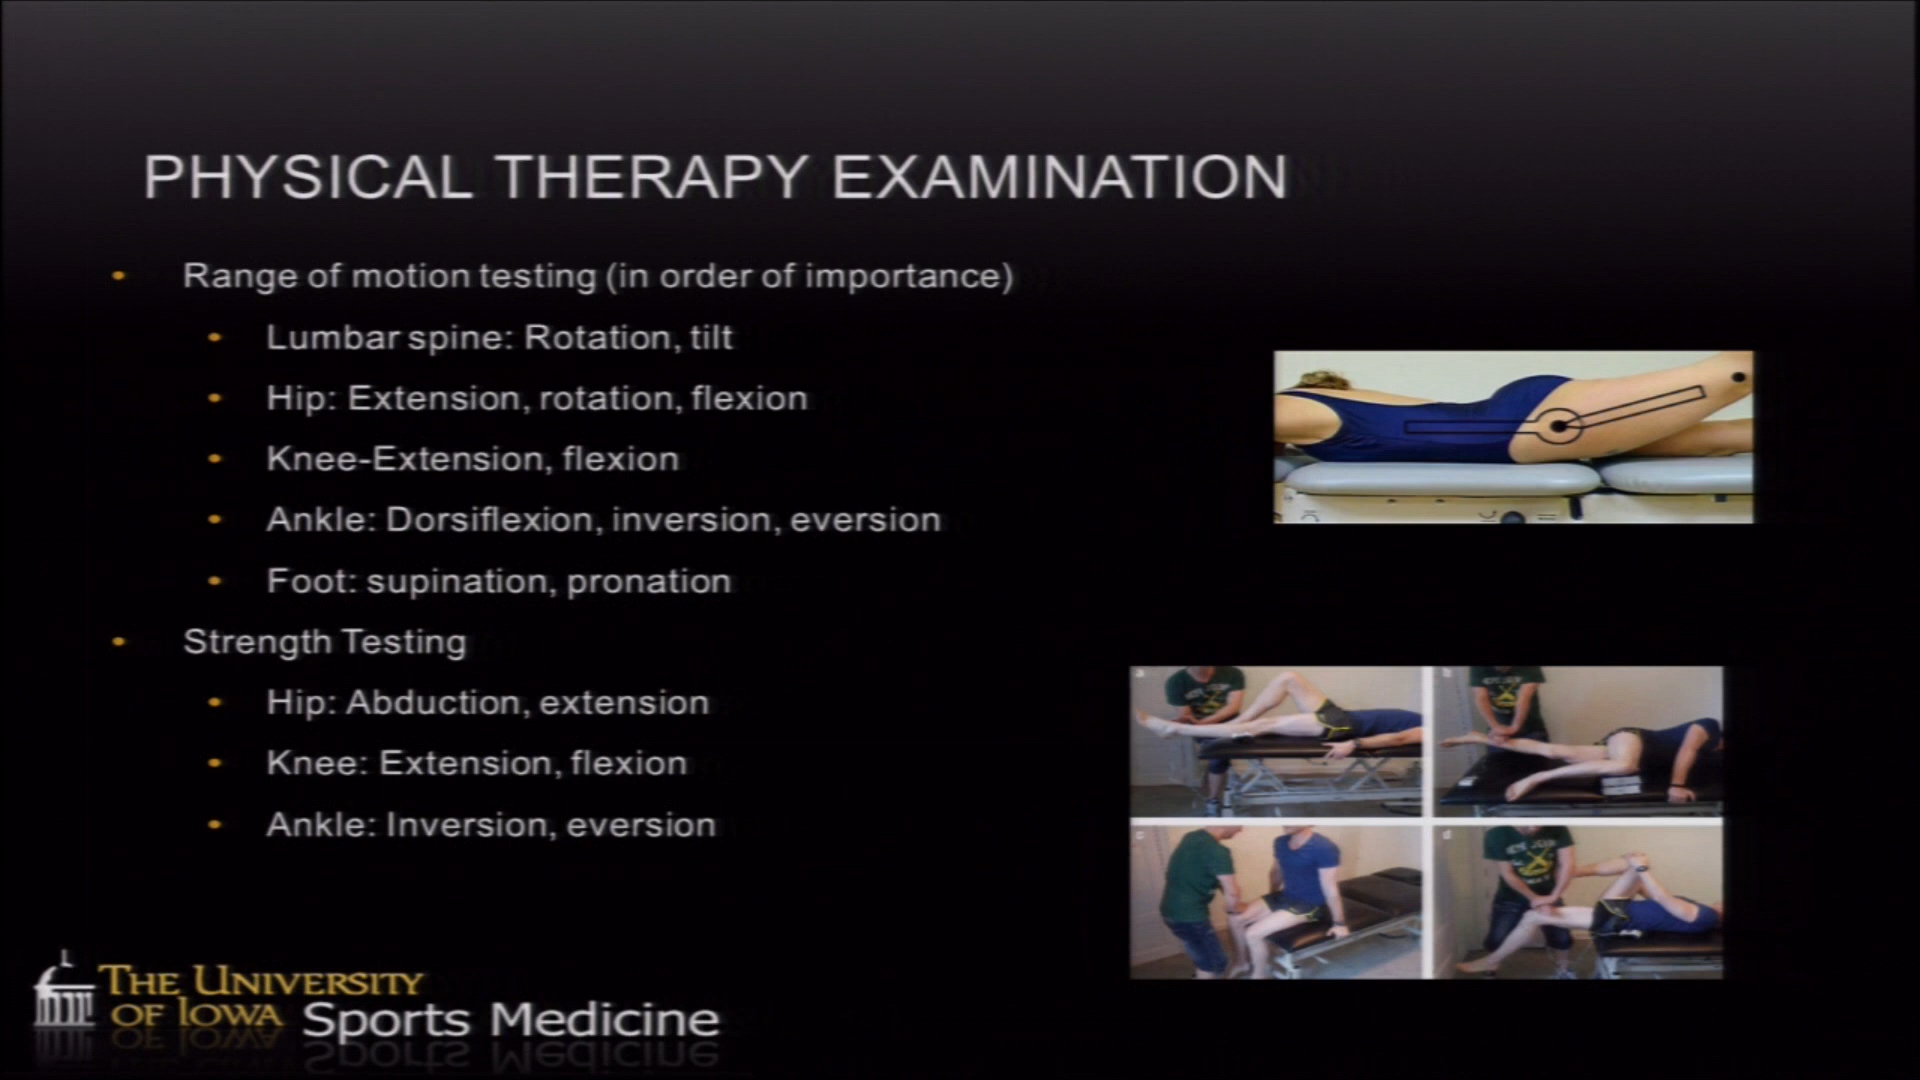 PHYSICAL THERAPY EXAMINATION
• Range of motion testing (in order of importance)
• Lumbar spine: Rotation, tilt
• Hip: Extension, rotation, flexion
• Knee-Extension, flexion
• Ankle: Dorsiflexion, inversion, eversion
• Foot: supination, pronation
• Strength Testing
• Hip: Abduction, extension
• Knee: Extension, flexion
• Ankle: Inversion, eversion
a
b
c
d
THE UNIVERSITY
OF IOWA Sports Medicine